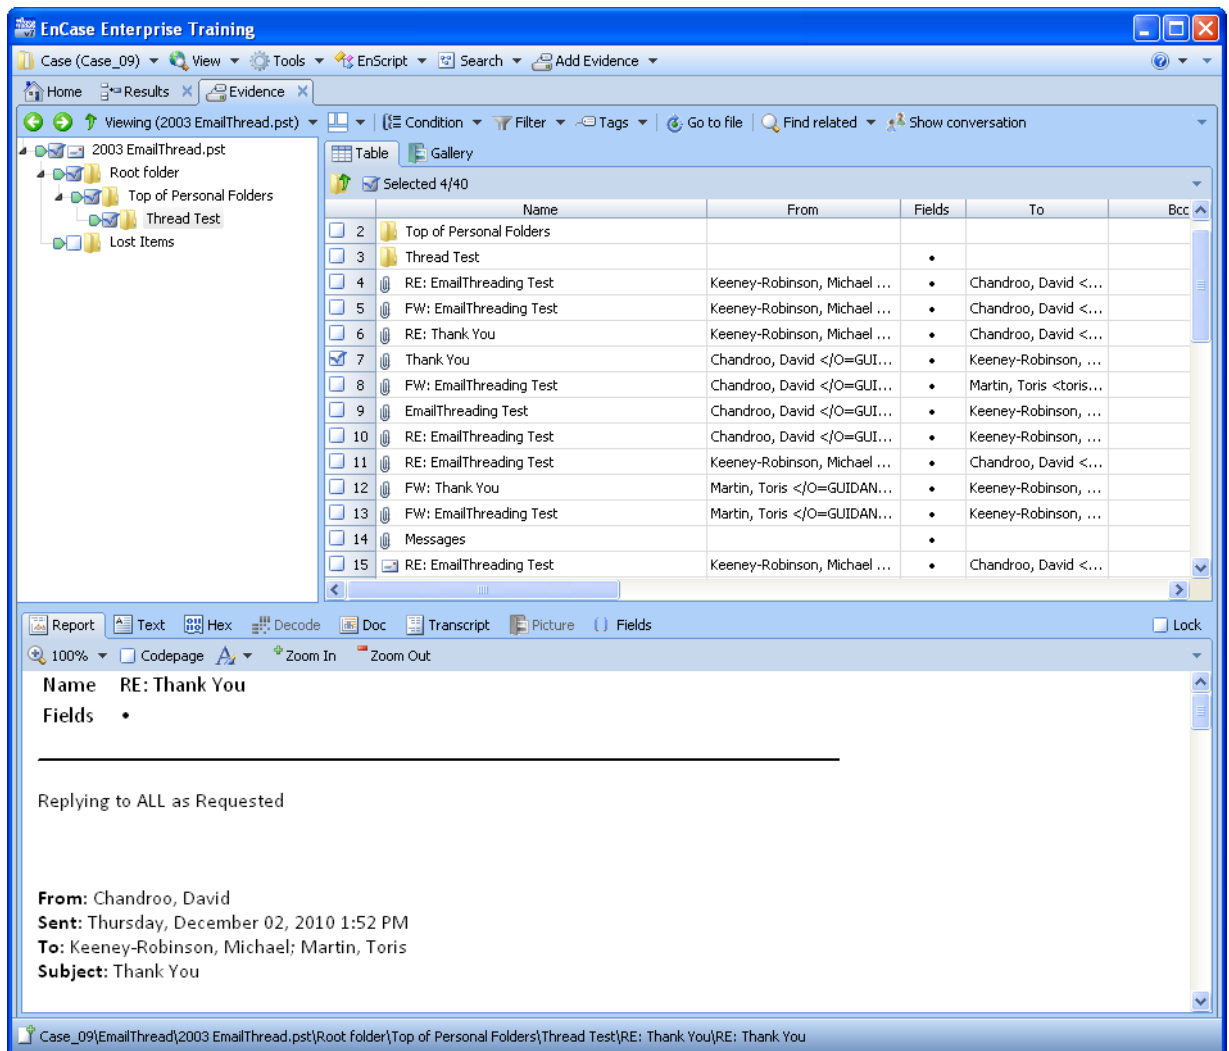 EnCase Enterprise Training
Case (Case_09) View Tools EnScript Search Add Evidence
Home Results Evidence
Viewing (2003 EmailThread.pst) Condition Filter Tags Go to file Find related Show conversation
2003 EmailThread.pst
Root folder
Top of Personal Folders
Thread Test
Lost Items
Table Gallery
Selected 4/40
Name From Fields To Bcc
2 Top of Personal Folders
3 Thread Test •
4 RE: EmailThreading Test Keeney-Robinson, Michael ... • Chandroo, David <...
5 FW: EmailThreading Test Keeney-Robinson, Michael ... • Chandroo, David <...
6 RE: Thank You Keeney-Robinson, Michael ... • Chandroo, David <...
7 Thank You Chandroo, David </O=GUI... • Keeney-Robinson, ...
8 FW: EmailThreading Test Chandroo, David </O=GUI... • Martin, Toris <toris...
9 EmailThreading Test Chandroo, David </O=GUI... • Keeney-Robinson, ...
10 RE: EmailThreading Test Chandroo, David </O=GUI... • Keeney-Robinson, ...
11 RE: EmailThreading Test Keeney-Robinson, Michael ... • Chandroo, David <...
12 FW: Thank You Martin, Toris </O=GUIDAN... • Keeney-Robinson, ...
13 FW: EmailThreading Test Martin, Toris </O=GUIDAN... • Keeney-Robinson, ...
14 Messages •
15 RE: EmailThreading Test Keeney-Robinson, Michael ... • Chandroo, David <...
Report Text Hex Decode Doc Transcript Picture Fields Lock
100% Codepage Zoom In Zoom Out
Name RE: Thank You
Fields •
Replying to ALL as Requested
From: Chandroo, David
Sent: Thursday, December 02, 2010 1:52 PM
To: Keeney-Robinson, Michael; Martin, Toris
Subject: Thank You
Case_09\EmailThread\2003 EmailThread.pst\Root folder\Top of Personal Folders\Thread Test\RE: Thank You\RE: Thank You